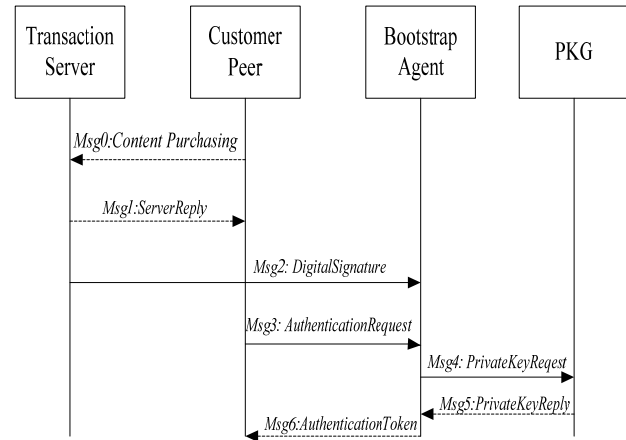 Transaction
Server
Customer
Peer
Bootstrap
Agent
PKG
Msg0:Content Purchasing
Msg1:ServerReply
Msg2: DigitalSignature
Msg3: AuthenticationRequest
Msg4: PrivateKeyReqest
Msg5:PrivateKeyReply
Msg6:AuthenticationToken